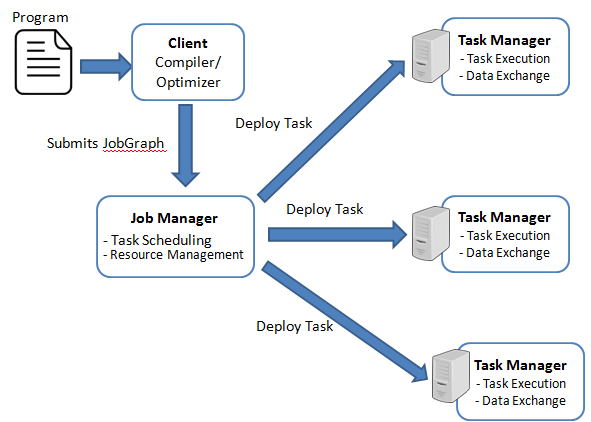 Program
Client
Compiler/
Optimizer
Submits JobGraph
Job Manager
- Task Scheduling
- Resource Management
Deploy Task
Deploy Task
Deploy Task
Task Manager
- Task Execution
- Data Exchange
Task Manager
- Task Execution
- Data Exchange
Task Manager
- Task Execution
- Data Exchange